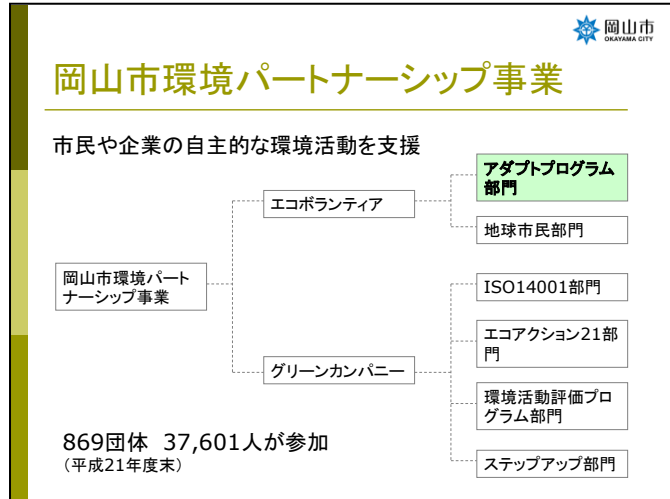 岡山市
OKAYAMA CITY
岡山市環境パートナーシップ事業
市民や企業の自主的な環境活動を支援
アダプトプログラム
部門
エコボランティア
地球市民部門
岡山市環境パート
ナーシップ事業
ISO14001部門
エコアクション21部
門
グリーンカンパニー
環境活動評価プロ
グラム部門
869団体 37,601人が参加
(平成21年度末)
ステップアップ部門